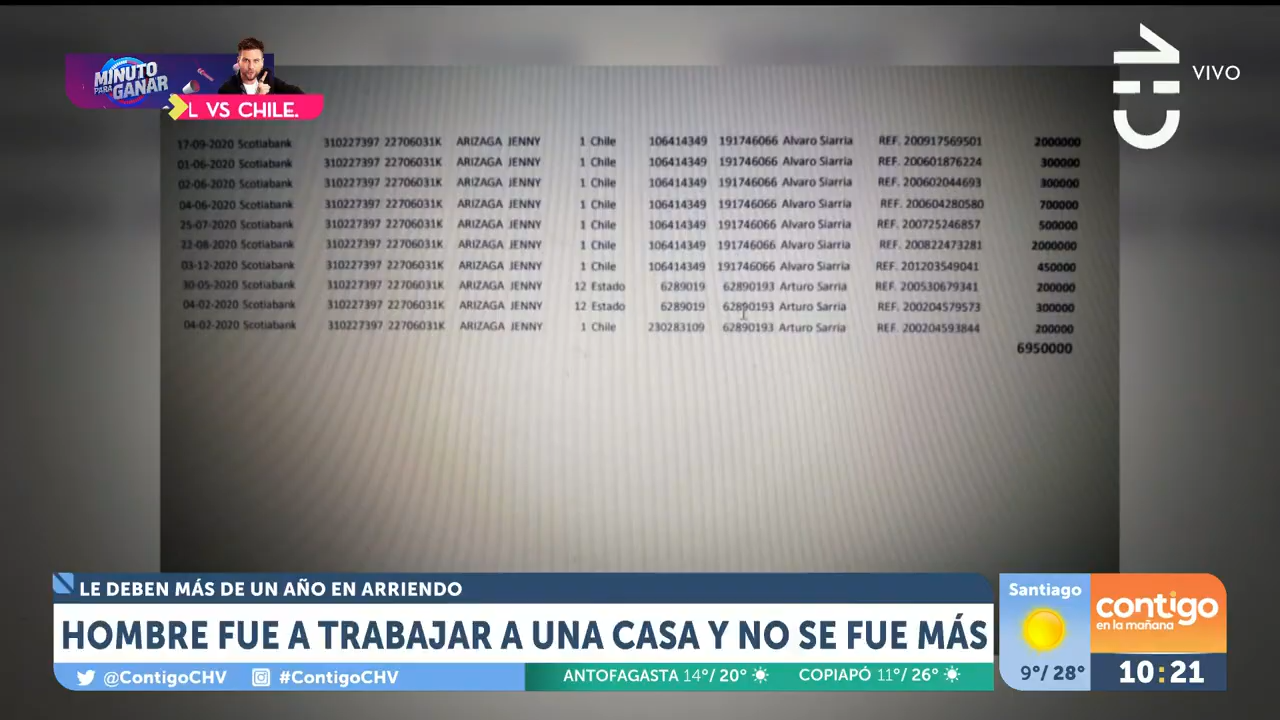 MINUTO
PARA GANAR
L VS CHILE.
CHV VIVO
17-09-2020 Scotiabank 310227397 22706031K ARIZAGA JENNY 1 Chile 106414349 191746066 Alvaro Siarria REF. 200917569501 2000000
01-06-2020 Scotiabank 310227397 22706031K ARIZAGA JENNY 1 Chile 106414349 191746066 Alvaro Siarria REF. 200601876224 300000
02-06-2020 Scotiabank 310227397 22706031K ARIZAGA JENNY 1 Chile 106414349 191746066 Alvaro Siarria REF. 200602044693 300000
04-06-2020 Scotiabank 310227397 22706031K ARIZAGA JENNY 1 Chile 106414349 191746066 Alvaro Siarria REF. 200604280580 700000
25-07-2020 Scotiabank 310227397 22706031K ARIZAGA JENNY 1 Chile 106414349 191746066 Alvaro Siarria REF. 200725246857 500000
22-08-2020 Scotiabank 310227397 22706031K ARIZAGA JENNY 1 Chile 106414349 191746066 Alvaro Siarria REF. 200822473281 2000000
03-12-2020 Scotiabank 310227397 22706031K ARIZAGA JENNY 1 Chile 106414349 191746066 Alvaro Siarria REF. 201203549041 450000
30-05-2020 Scotiabank 310227397 22706031K ARIZAGA JENNY 12 Estado 6289019 62890193 Arturo Sarria REF. 200530679341 200000
04-02-2020 Scotiabank 310227397 22706031K ARIZAGA JENNY 12 Estado 6289019 62890193 Arturo Sarria REF. 200204579573 300000
04-02-2020 Scotiabank 310227397 22706031K ARIZAGA JENNY 1 Chile 230283109 62890193 Arturo Sarria REF. 200204593844 200000
6950000
LE DEBEN MÁS DE UN AÑO EN ARRIENDO
HOMBRE FUE A TRABAJAR A UNA CASA Y NO SE FUE MÁS
@ContigoCHV #ContigoCHV ANTOFAGASTA 14°/20° COPIAPÓ 11°/26°
Santiago
9°/28°
contigo
en la mañana
10:21